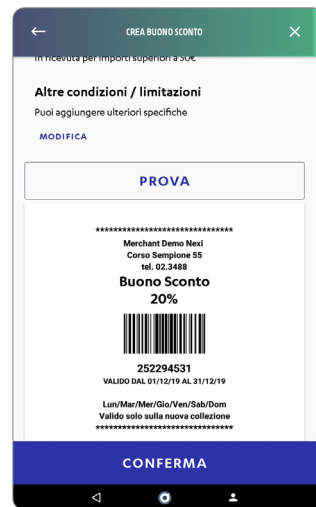 CREA BUONO SCONTO
In ricevuta per importi superiori a 30€
Altre condizioni / limitazioni
Puoi aggiungere ulteriori specifiche
MODIFICA
PROVA
*******************************
Merchant Demo Nexi
Corso Sempione 55
tel. 02.3488
Buono Sconto
20%
252294531
VALIDO DAL 01/12/19 AL 31/12/19
Lun/Mar/Mer/Gio/Ven/Sab/Dom
Valido solo sulla nuova collezione
*******************************
CONFERMA